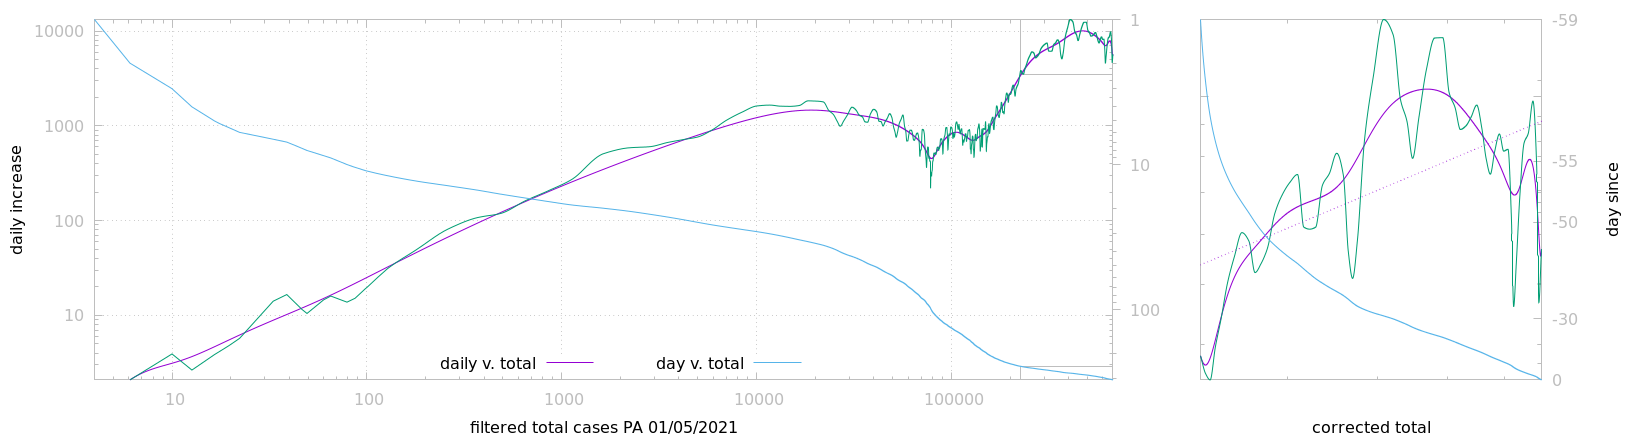 10000
1000
100
10
daily increase
1
10
100
daily v. total
day v. total
10
100
1000
10000
100000
filtered total cases PA 01/05/2021
-59
-55
-50
-30
0
day since
corrected total